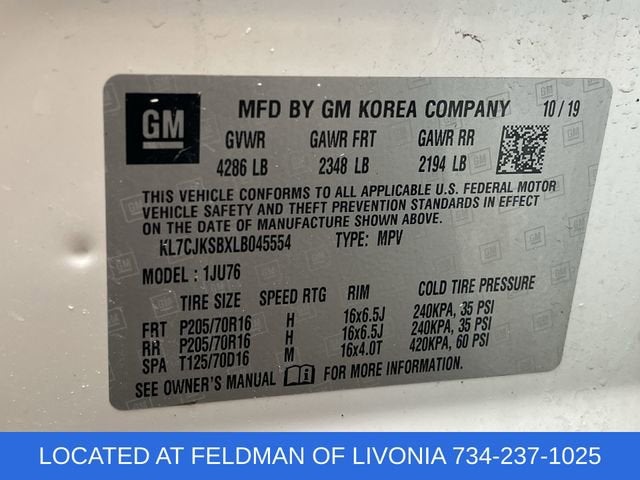 GM
MFD BY GM KOREA COMPANY 10/19
GVWR GAWR FRT GAWR RR
4286 LB 2348 LB 2194 LB
THIS VEHICLE CONFORMS TO ALL APPLICABLE U.S. FEDERAL MOTOR
VEHICLE SAFETY AND THEFT PREVENTION STANDARDS IN EFFECT
ON THE DATE OF MANUFACTURE SHOWN ABOVE.
KL7CJKSBXLB045554 TYPE: MPV
MODEL: 1JU76
TIRE SIZE SPEED RTG RIM COLD TIRE PRESSURE
FRT P205/70R16 H 16x6.5J 240KPA, 35 PSI
RR P205/70R16 H 16x6.5J 240KPA, 35 PSI
SPA T125/70D16 M 16x4.0T 420KPA, 60 PSI
SEE OWNER'S MANUAL FOR MORE INFORMATION.
LOCATED AT FELDMAN OF LIVONIA 734-237-1025